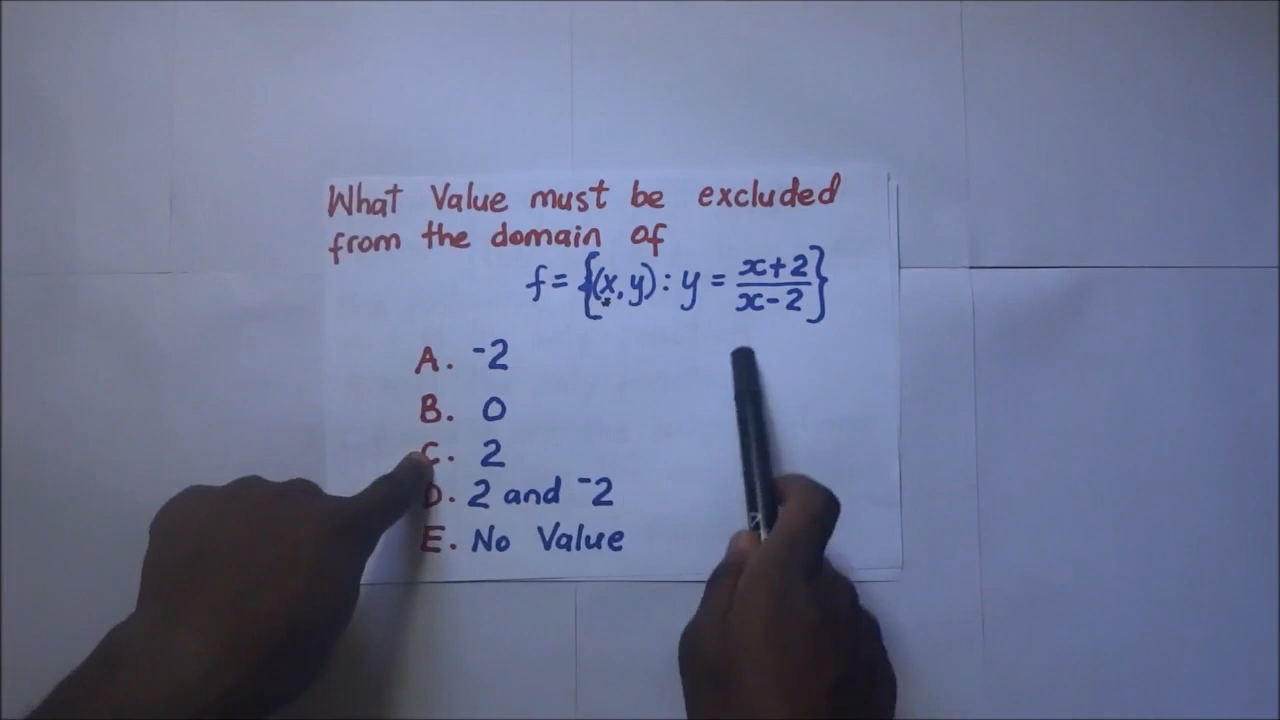 What Value must be excluded
from the domain of
f = {(x, y) : y = x+2/x-2}
A. -2
B. 0
C. 2
D. 2 and -2
E. No Value